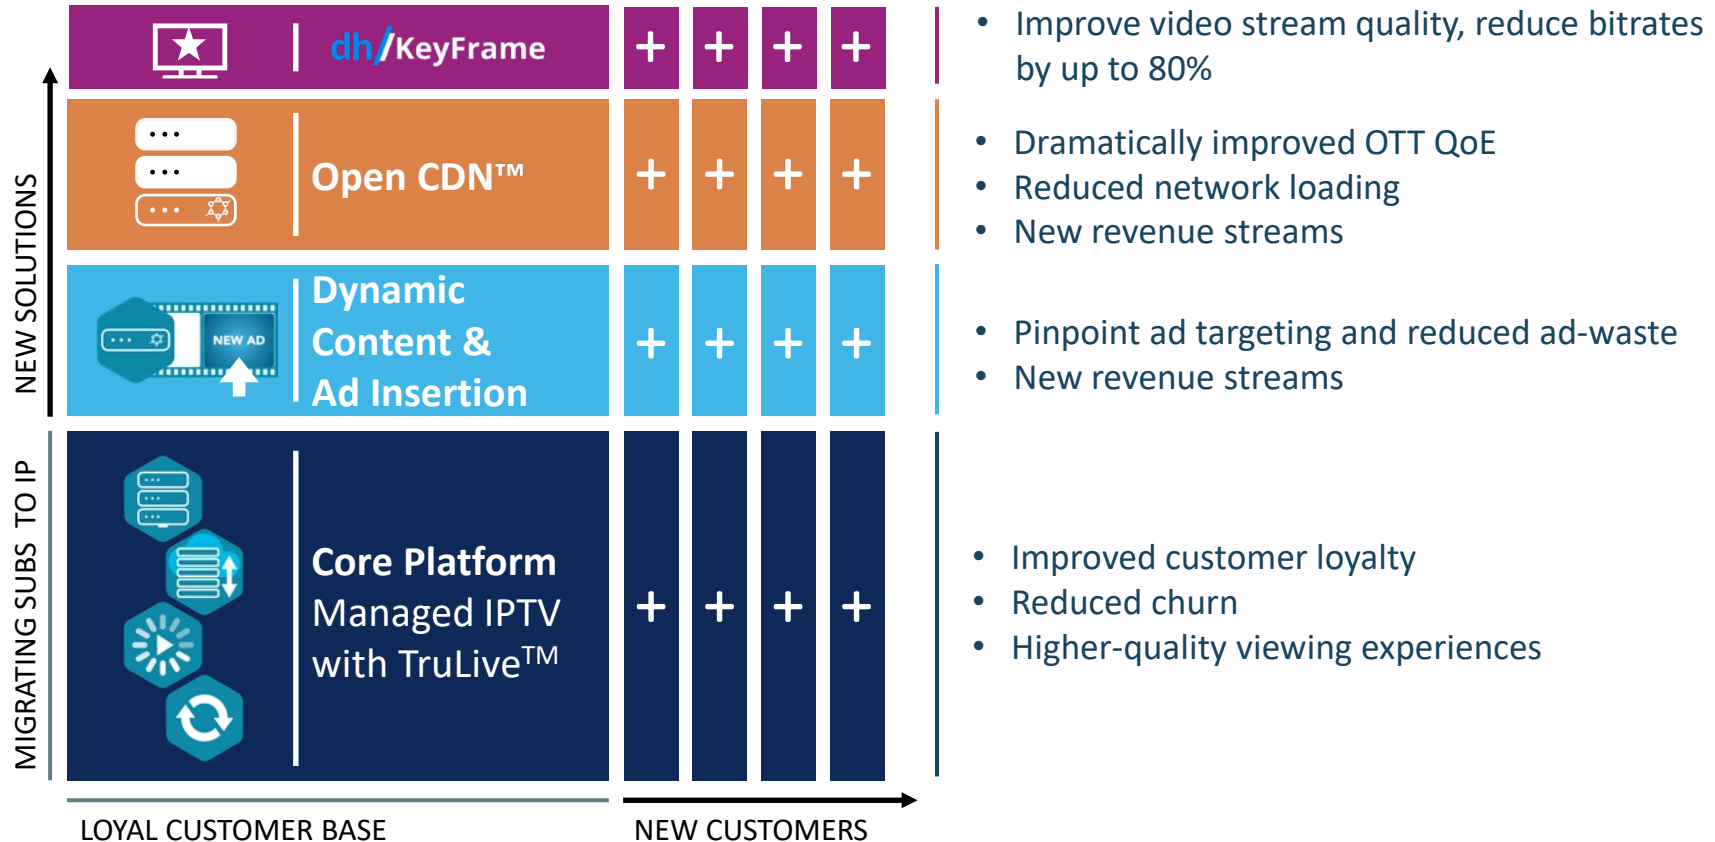 dh/KeyFrame
+ + + +
• Improve video stream quality, reduce bitrates
by up to 80%
Open CDN™
+ + + +
• Dramatically improved OTT QoE
• Reduced network loading
• New revenue streams
NEW SOLUTIONS
NEW AD
Dynamic
Content &
Ad Insertion
+ + + +
• Pinpoint ad targeting and reduced ad-waste
• New revenue streams
MIGRATING SUBS TO IP
Core Platform
Managed IPTV
with TruLive™
+ + + +
• Improved customer loyalty
• Reduced churn
• Higher-quality viewing experiences
LOYAL CUSTOMER BASE
NEW CUSTOMERS